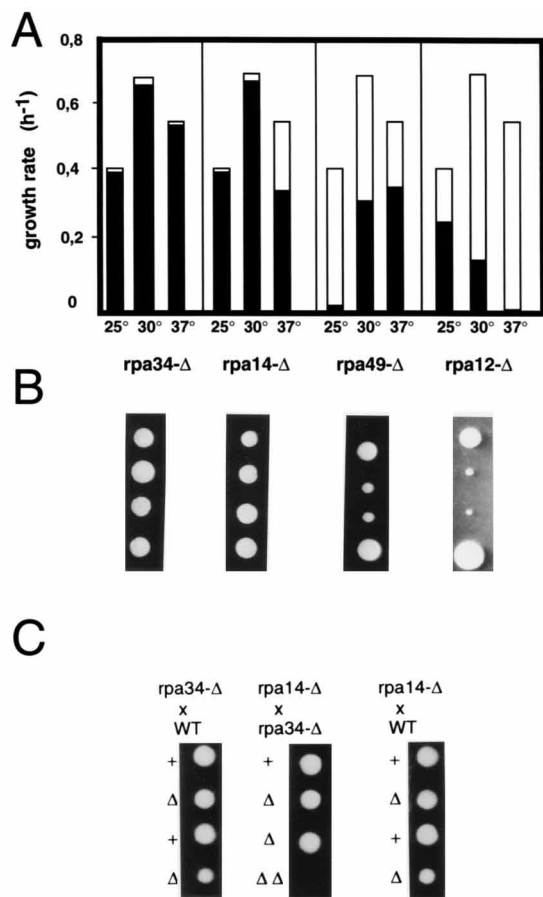 A
0,8
0,6
0,4
0,2
0
growth rate (h-1)
25° 30° 37° 25° 30° 37° 25° 30° 37° 25° 30° 37°
rpa34-Δ rpa14-Δ rpa49-Δ rpa12-Δ
B
C
rpa34-Δ rpa14-Δ rpa14-Δ
x x x
WT rpa34-Δ WT
+ + +
Δ Δ Δ
+ Δ +
Δ Δ Δ Δ